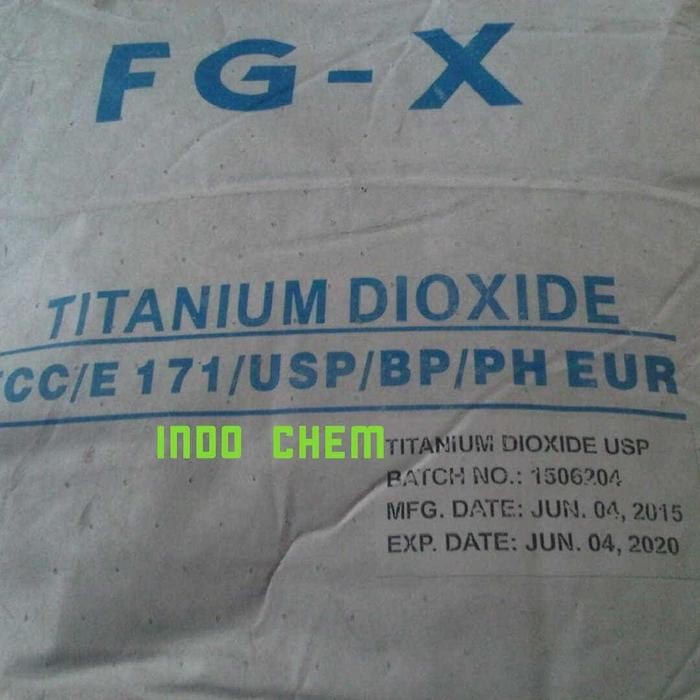 FG-X
TITANIUM DIOXIDE
CC/E 171/USP/BP/PH EUR
INDO CHEM
TITANIUM DIOXIDE USP
BATCH NO.: 1506204
MFG. DATE: JUN. 04, 2015
EXP. DATE: JUN. 04, 2020